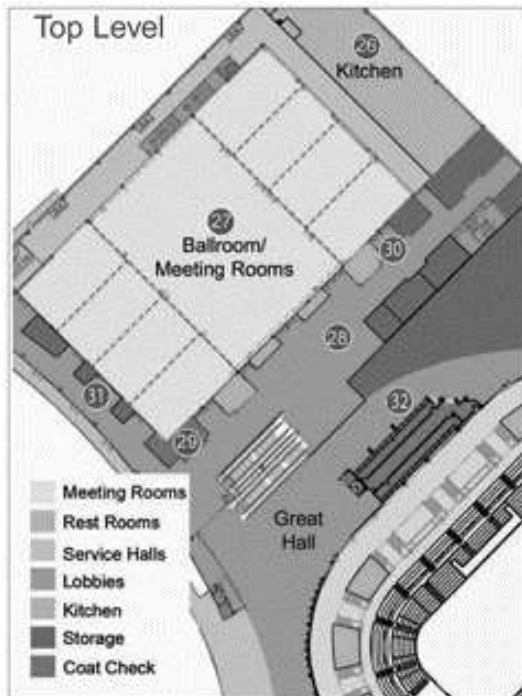 Top Level
26
Kitchen
27
Ballroom/
Meeting Rooms
30
28
31
32
29
Great
Hall
Meeting Rooms
Rest Rooms
Service Halls
Lobbies
Kitchen
Storage
Coat Check